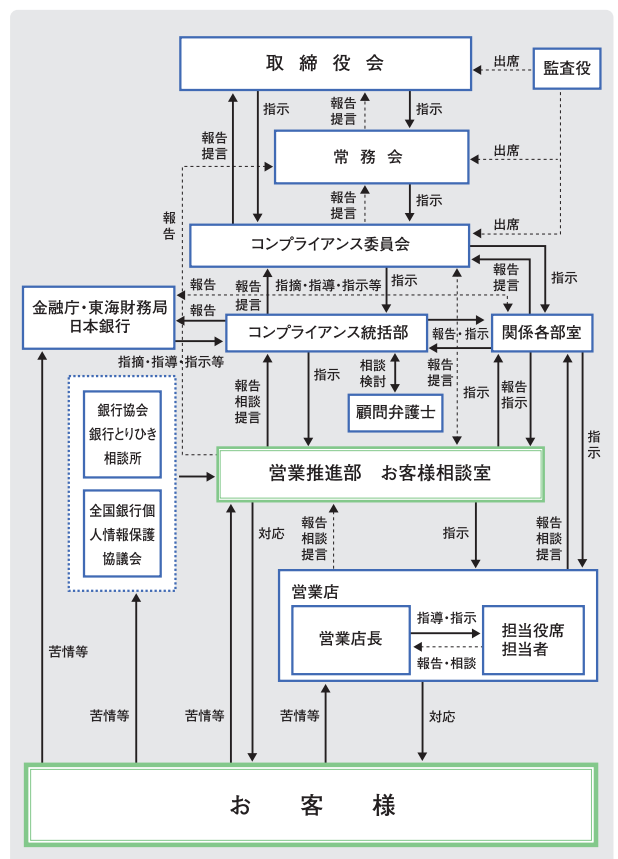 取締役会
出席
監査役
指示
報告
提言
指示
報告
提言
常務会
出席
報告
提言
指示
報告
出席
コンプライアンス委員会
報告
報告
提言
指摘・指導・指示等
指示
報告
提言
指示
金融庁・東海財務局
日本銀行
報告
コンプライアンス統括部
報告・指示
関係各部室
指摘・指導・指示等
報告
相談
提言
指示
相談
検討
報告
提言
指示
報告
指示
顧問弁護士
指示
銀行協会
銀行とりひき
相談所
営業推進部 お客様相談室
全国銀行個
人情報保護
協議会
対応
報告
相談
提言
指示
報告
相談
提言
営業店
営業店長
指導・指示
報告・相談
担当役席
担当者
苦情等
苦情等
苦情等
苦情等
対応
お客様